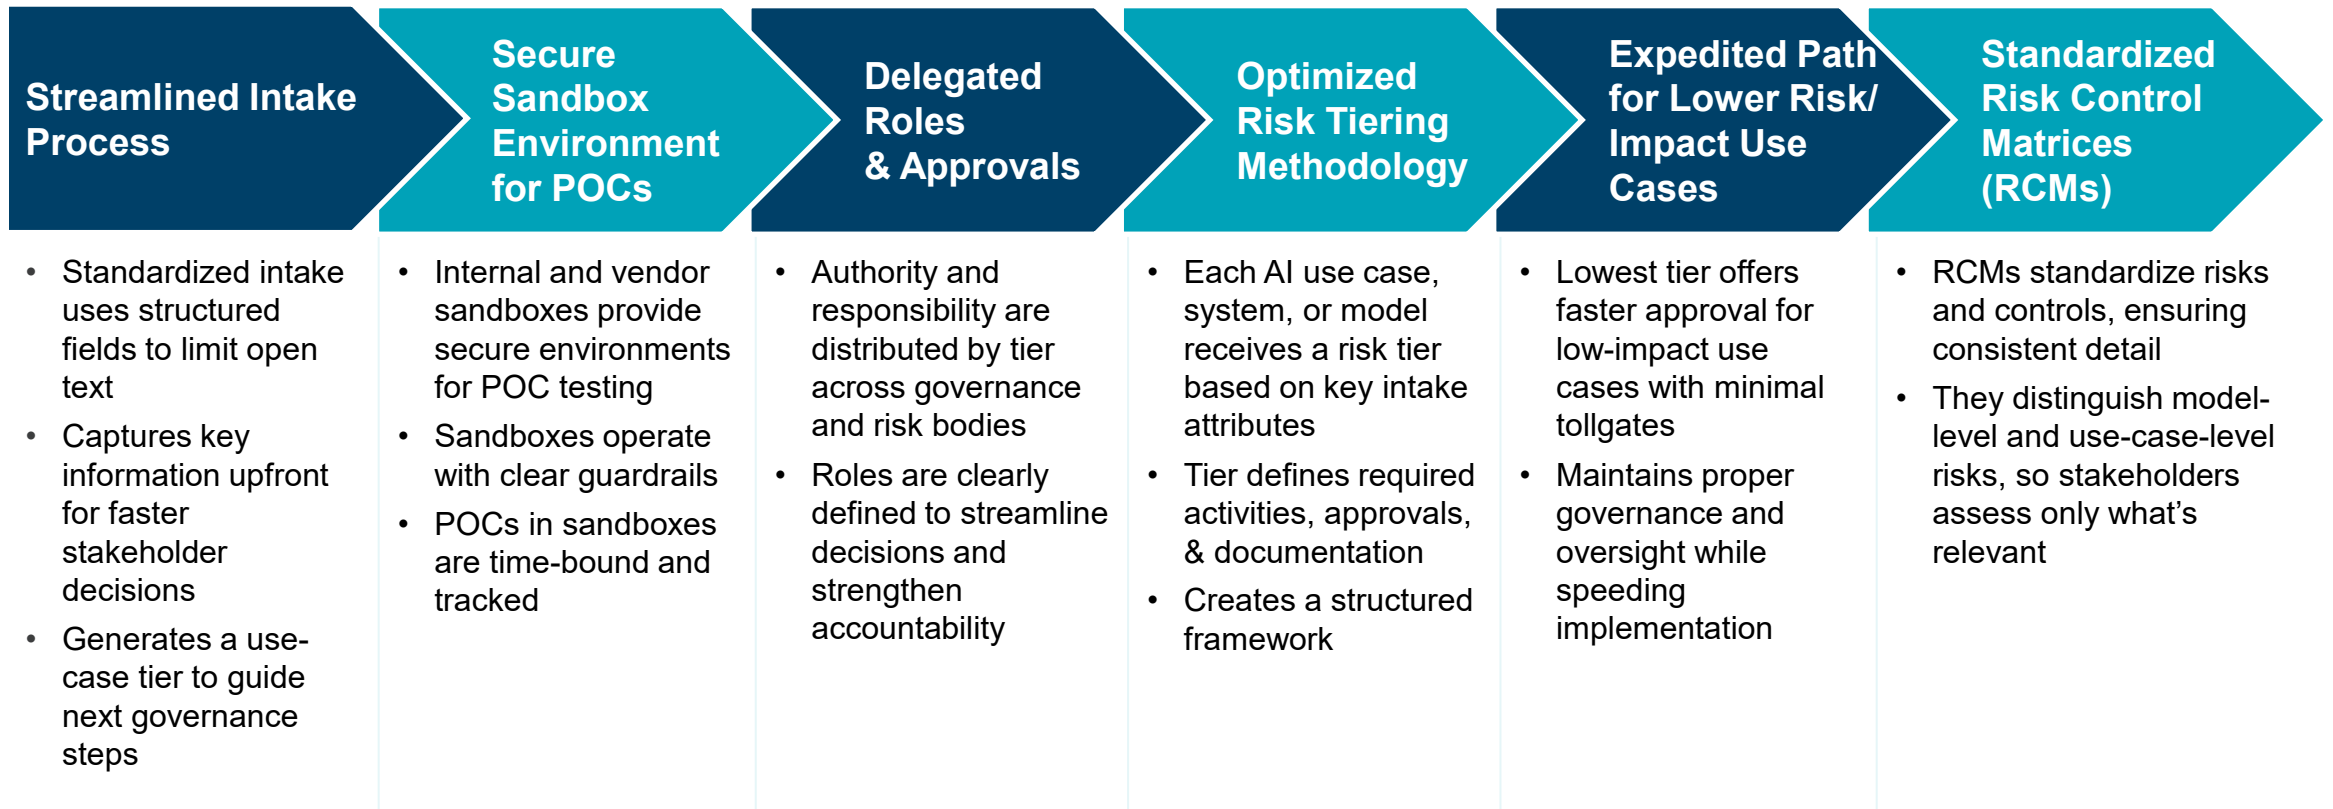 Streamlined Intake
Process
Secure
Sandbox
Environment
for POCs
Delegated
Roles
& Approvals
Optimized
Risk Tiering
Methodology
Expedited Path
for Lower Risk/
Impact Use
Cases
Standardized
Risk Control
Matrices
(RCMs)
• Standardized intake
uses structured
fields to limit open
text
• Captures key
information upfront
for faster
stakeholder
decisions
• Generates a use-
case tier to guide
next governance
steps
• Internal and vendor
sandboxes provide
secure environments
for POC testing
• Sandboxes operate
with clear guardrails
• POCs in sandboxes
are time-bound and
tracked
• Authority and
responsibility are
distributed by tier
across governance
and risk bodies
• Roles are clearly
defined to streamline
decisions and
strengthen
accountability
• Each AI use case,
system, or model
receives a risk tier
based on key intake
attributes
• Tier defines required
activities, approvals,
& documentation
• Creates a structured
framework
• Lowest tier offers
faster approval for
low-impact use
cases with minimal
tollgates
• Maintains proper
governance and
oversight while
speeding
implementation
• RCMs standardize risks
and controls, ensuring
consistent detail
• They distinguish model-
level and use-case-level
risks, so stakeholders
assess only what’s
relevant